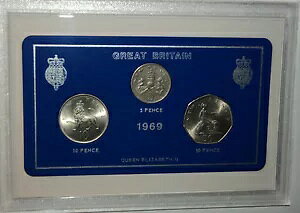 GREAT BRITAIN
5 PENCE
1969
10 PENCE
50 PENCE
QUEEN ELIZABETH II